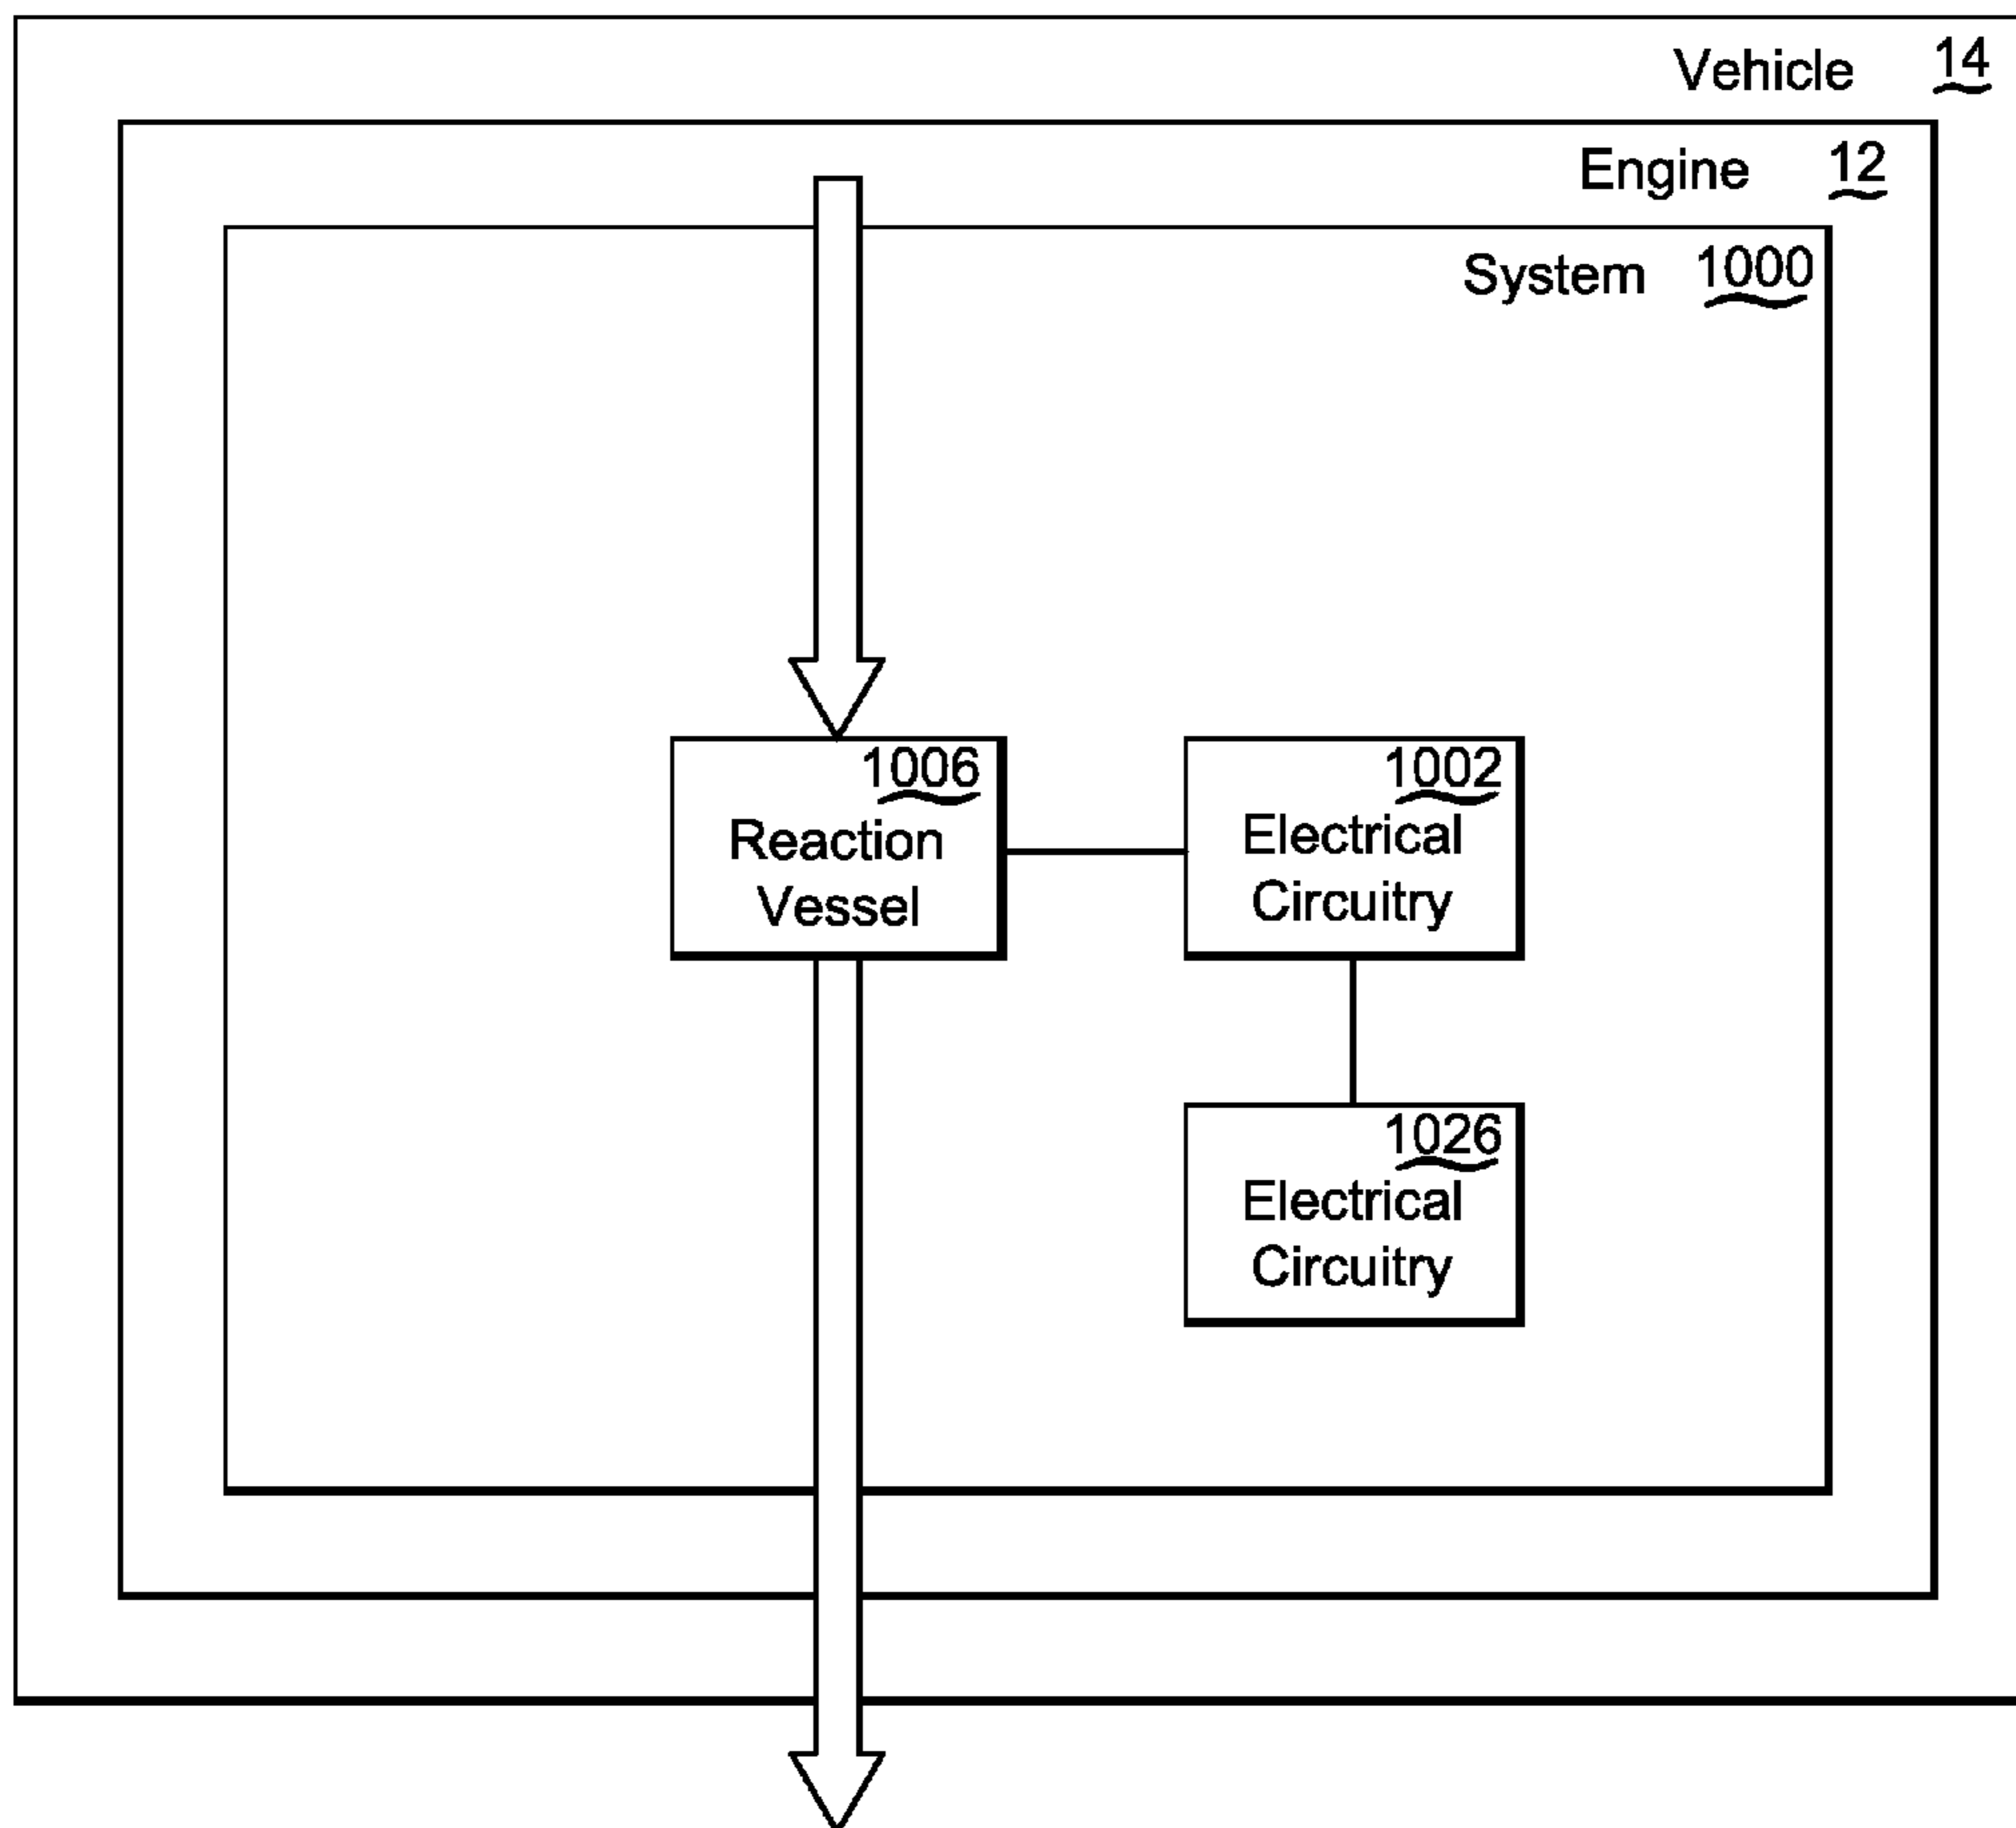 Vehicle 14
Engine 12
System 1000
1006
Reaction
Vessel
1002
Electrical
Circuitry
1026
Electrical
Circuitry